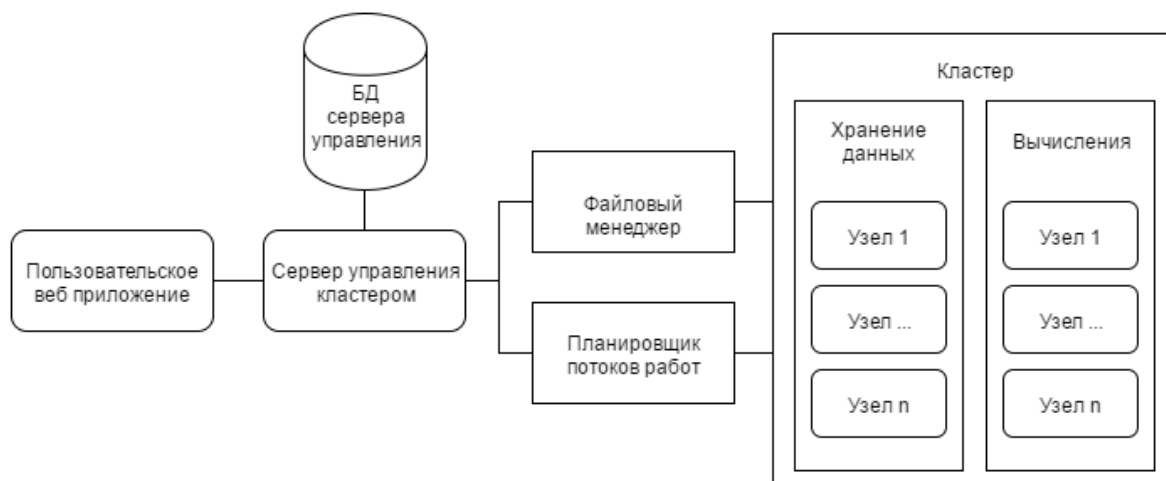 БД
сервера
управления
Кластер
Хранение
данных
Вычисления
Файловый
менеджер
Узел 1
Узел 1
Пользовательское
веб приложение
Сервер управления
кластером
Узел ...
Узел ...
Планировщик
потоков работ
Узел n
Узел n